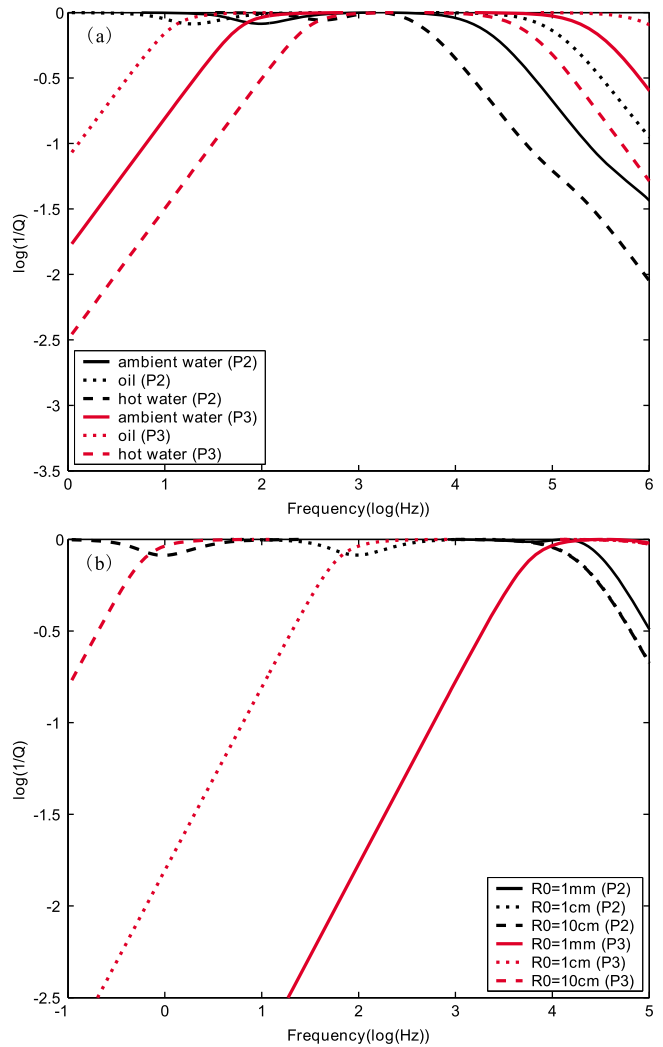 (a)
0
-0.5
-1
-1.5
-2
-2.5
-3
-3.5
log(1/Q)
ambient water (P2)
oil (P2)
hot water (P2)
ambient water (P3)
oil (P3)
hot water (P3)
0 1 2 3 4 5 6
Frequency(log(Hz))
(b)
0
-0.5
-1
-1.5
-2
-2.5
log(1/Q)
R0=1mm (P2)
R0=1cm (P2)
R0=10cm (P2)
R0=1mm (P3)
R0=1cm (P3)
R0=10cm (P3)
-1 0 1 2 3 4 5
Frequency(log(Hz))